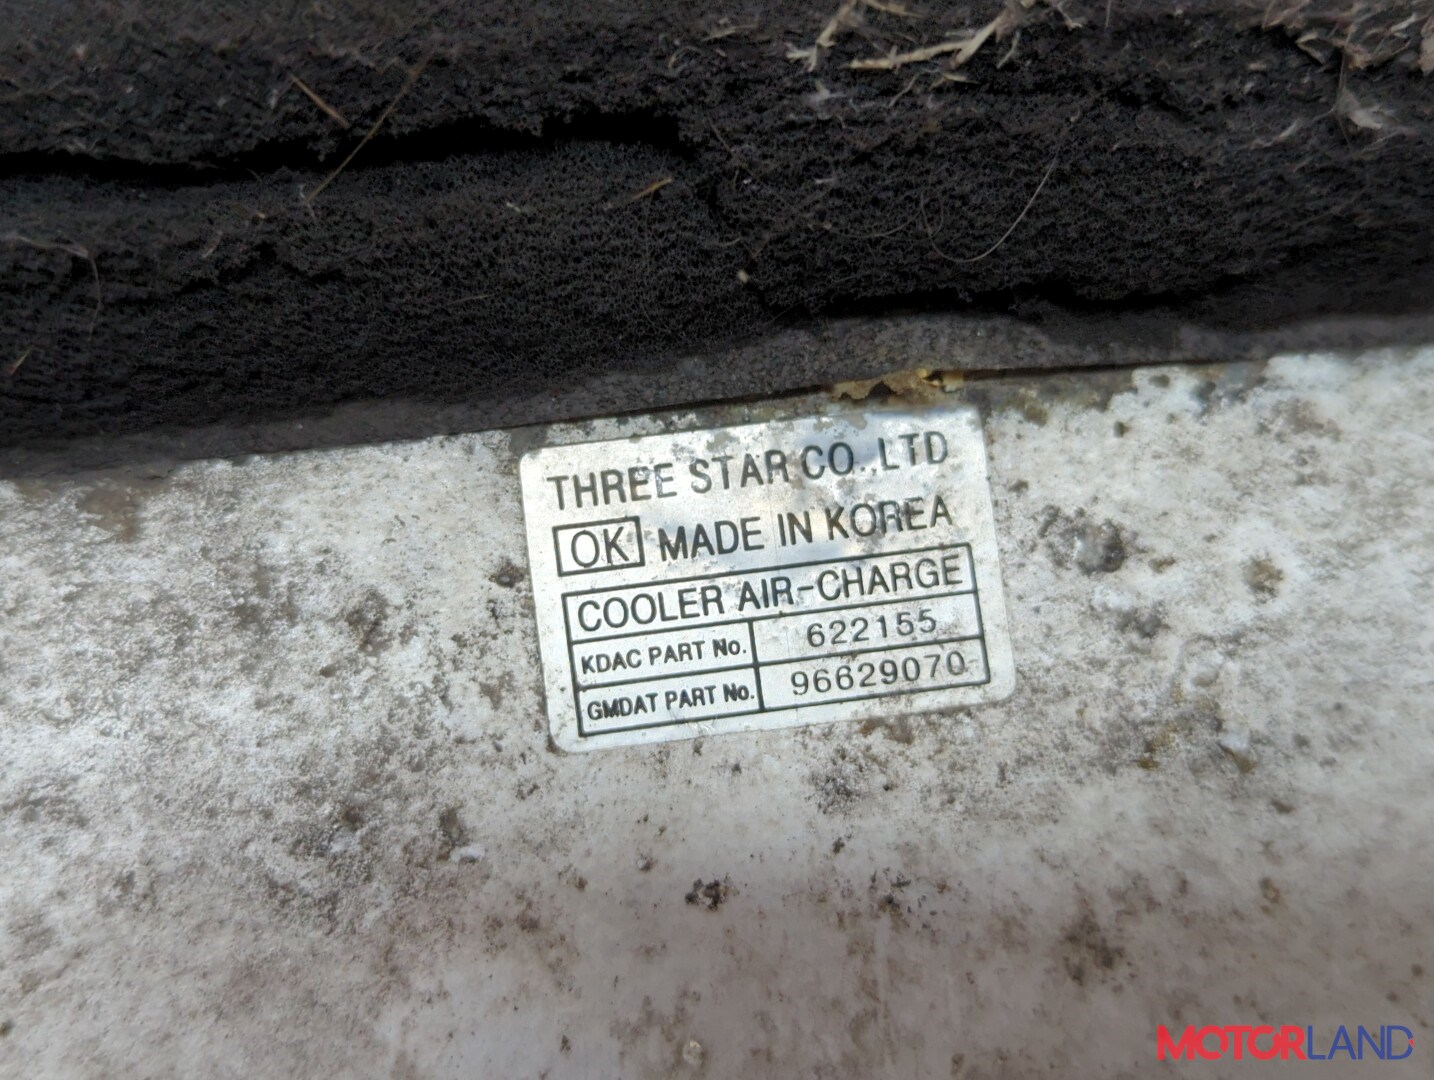 THREE STAR CO.,LTD
OK MADE IN KOREA
COOLER AIR-CHARGE
KDAC PART No. 622155
GMDAT PART No. 96629070
MOTORLAND